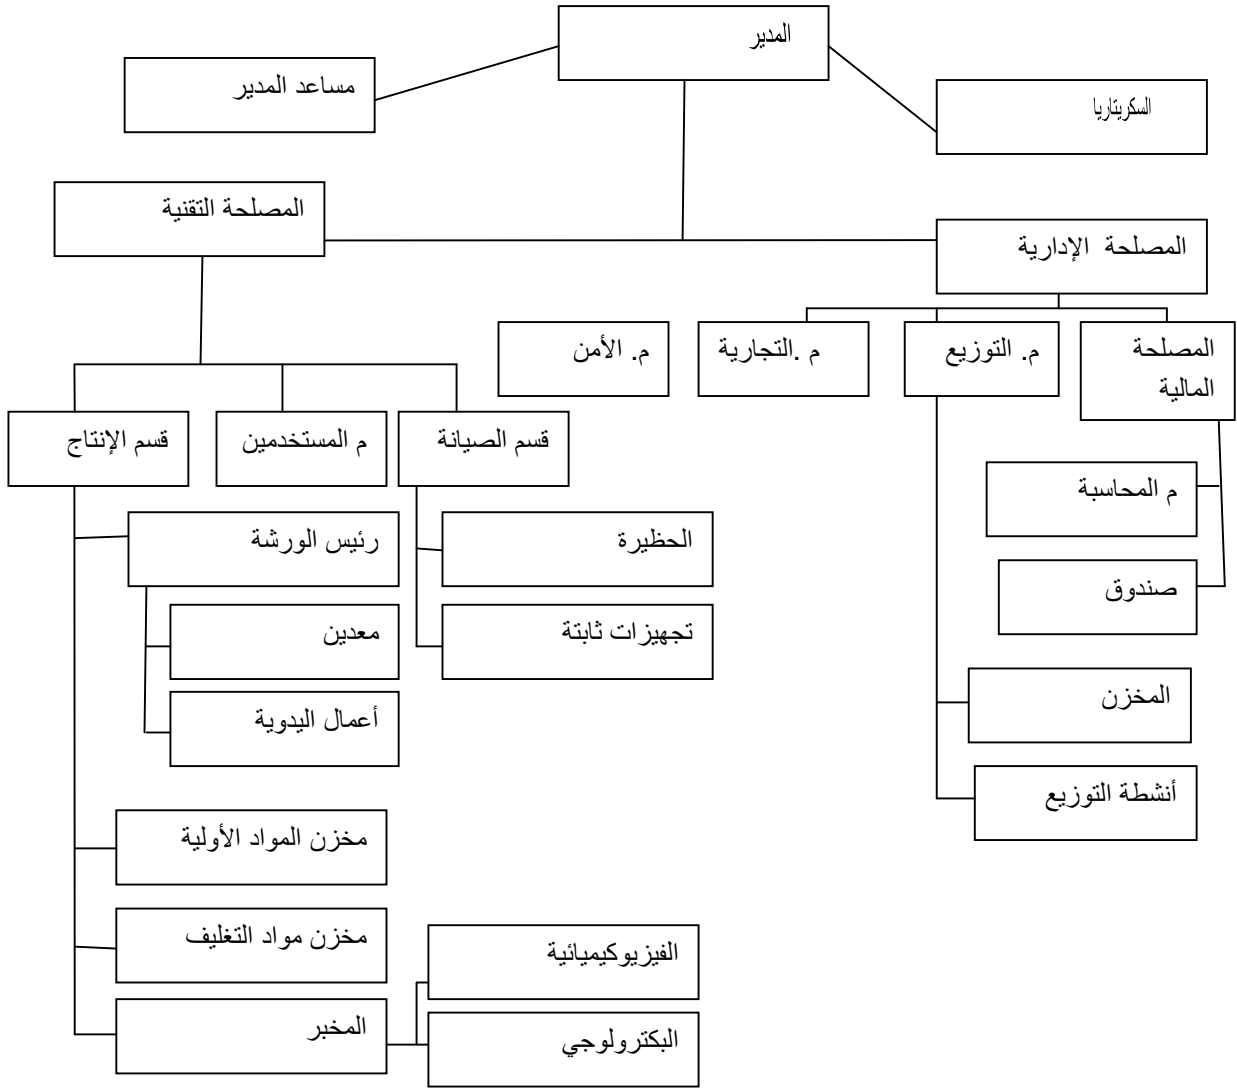 المدير
مساعد المدير
السكريتاريا
المصلحة التقنية
المصلحة الإدارية
المصلحة
المالية
م. التوزيع
م .التجارية
م. الأمن
قسم الصيانة
م المستخدمين
قسم الإنتاج
م المحاسبة
صندوق
المخزن
أنشطة التوزيع
الحظيرة
تجهيزات ثابتة
رئيس الورشة
معدين
أعمال اليدوية
مخزن المواد الأولية
مخزن مواد التغليف
المخبر
الفيزيوكيميائية
البكترولوجي